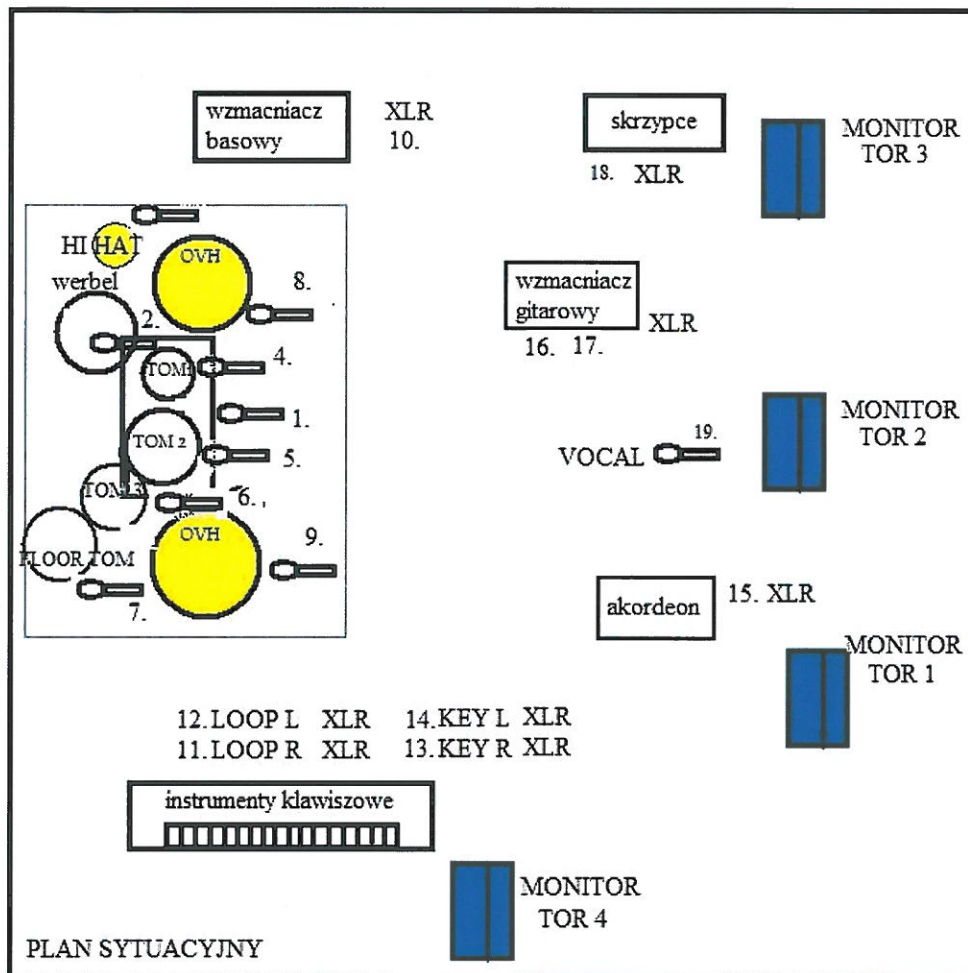 wzmacniacz
basowy
XLR
10.
skrzypce
18. XLR
MONITOR
TOR 3
HI HAT
OVH
werbel
8.
2.
wzmacniacz
gitarowy
XLR
16. 17.
TOM1
4.
1.
TOM 2
5.
MONITOR
TOR 2
VOCAL
19.
TOM 3
6.
OVH
9.
FLOOR TOM
7.
akordeon
15. XLR
MONITOR
TOR 1
12. LOOP L XLR 14. KEY L XLR
11. LOOP R XLR 13. KEY R XLR
instrumenty klawiszowe
MONITOR
TOR 4
PLAN SYTUACYJNY